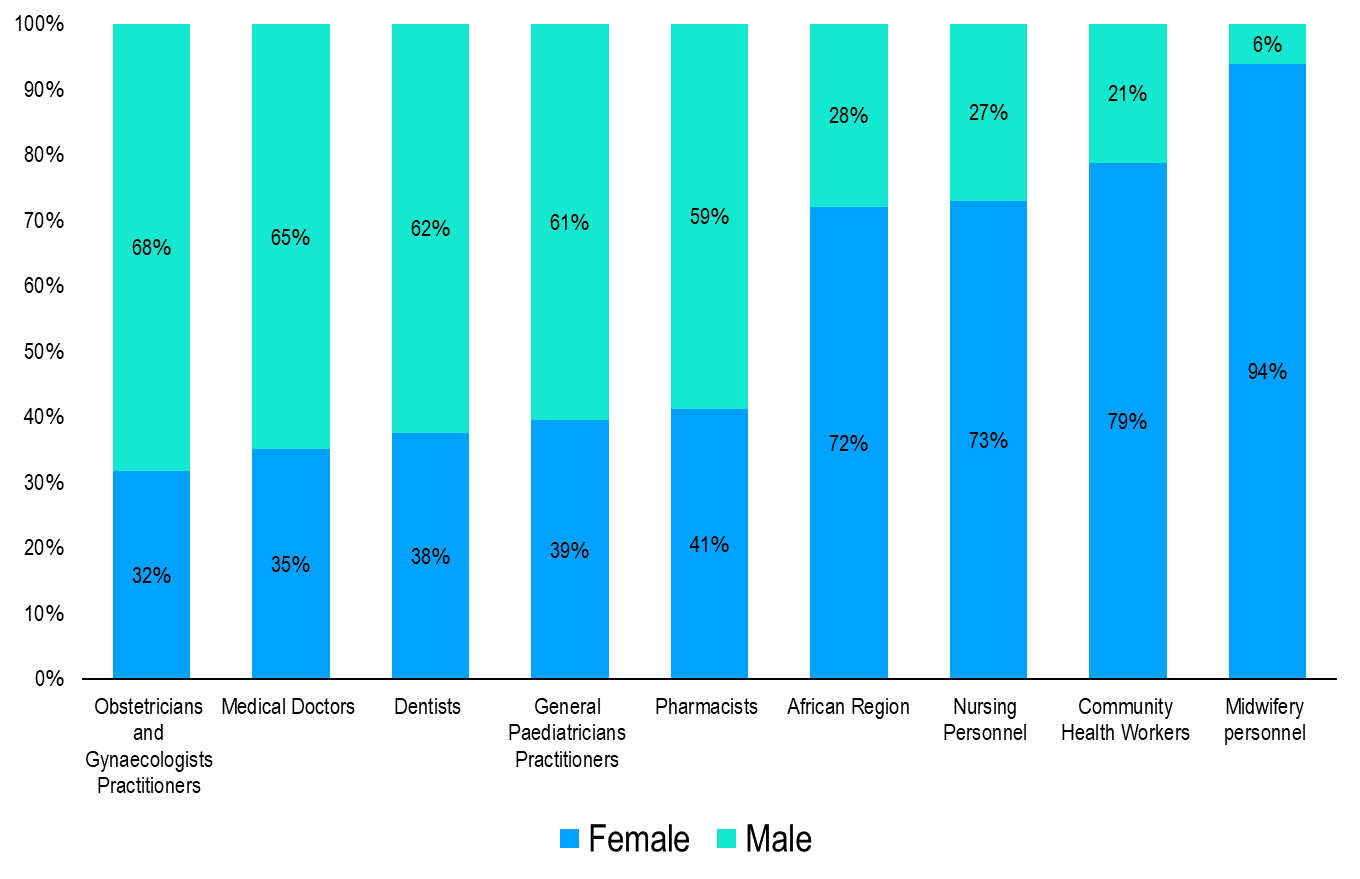 100%
90%
80%
70%
60%
50%
40%
30%
20%
10%
0%
68%
65%
62%
61%
59%
28%
27%
21%
6%
32%
35%
38%
39%
41%
72%
73%
79%
94%
Obstetricians
and
Gynaecologists
Practitioners
Medical Doctors
Dentists
General
Paediatricians
Practitioners
Pharmacists
African Region
Nursing
Personnel
Community
Health Workers
Midwifery
personnel
Female
Male